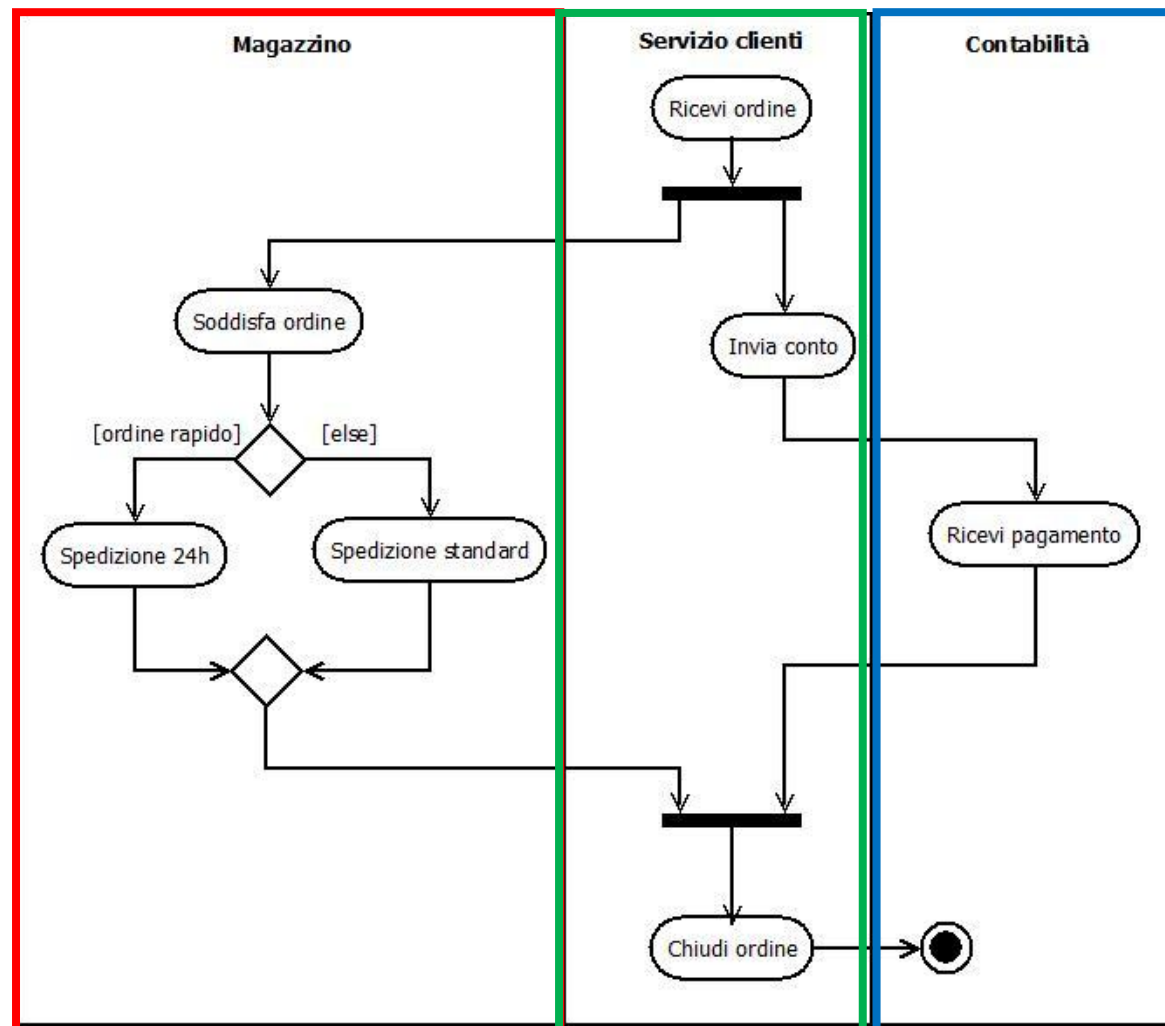 Magazzino
Servizio clienti
Contabilità
Ricevi ordine
Soddisfa ordine
Invia conto
[ordine rapido]
[else]
Ricevi pagamento
Spedizione 24h
Spedizione standard
Chiudi ordine